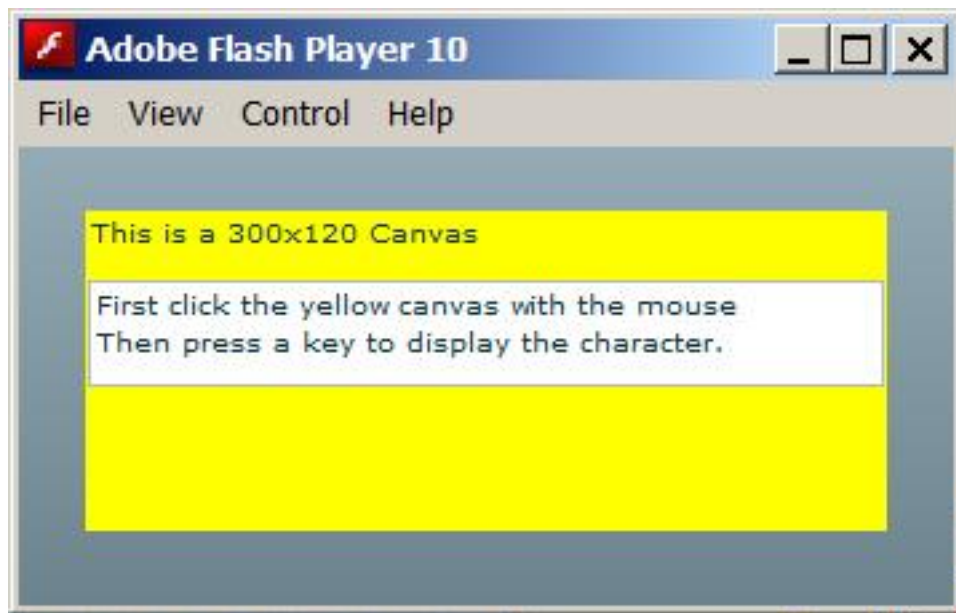 Adobe Flash Player 10
File View Control Help
This is a 300x120 Canvas
First click the yellow canvas with the mouse
Then press a key to display the character.